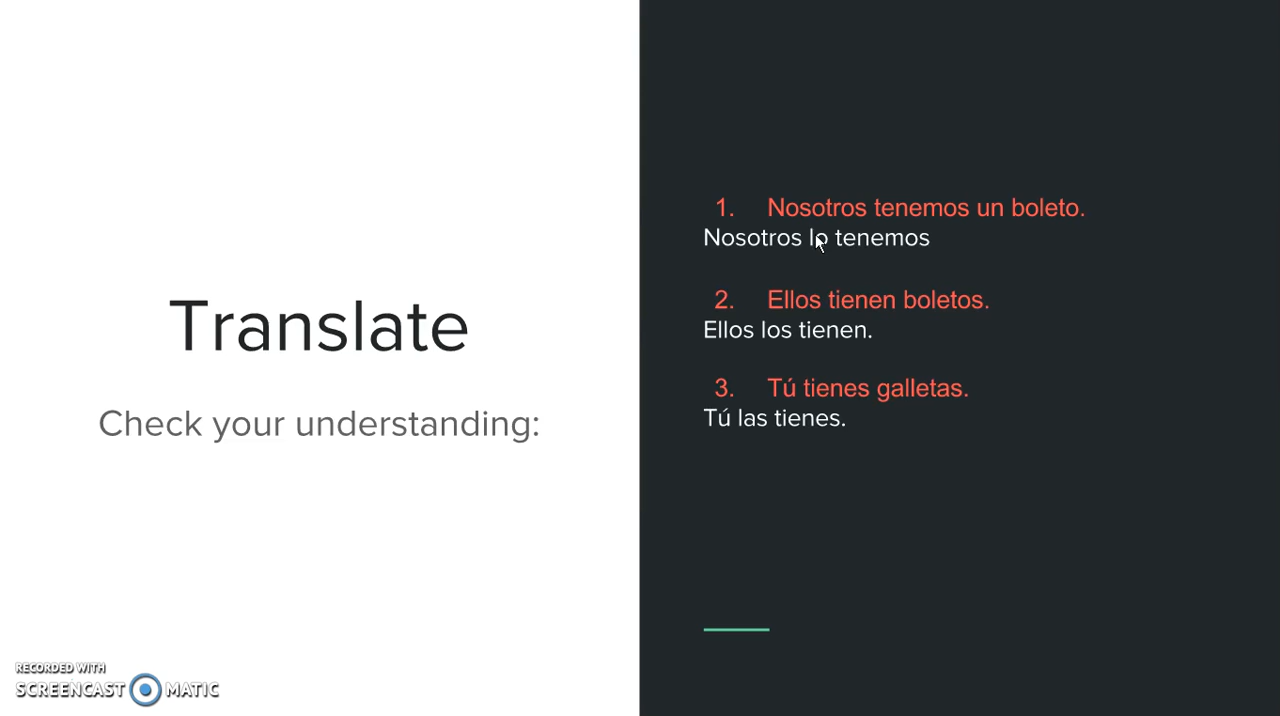 Translate
Check your understanding:
1. Nosotros tenemos un boleto.
Nosotros lo tenemos
2. Ellos tienen boletos.
Ellos los tienen.
3. Tú tienes galletas.
Tú las tienes.
RECORDED WITH
SCREENCAST MATIC